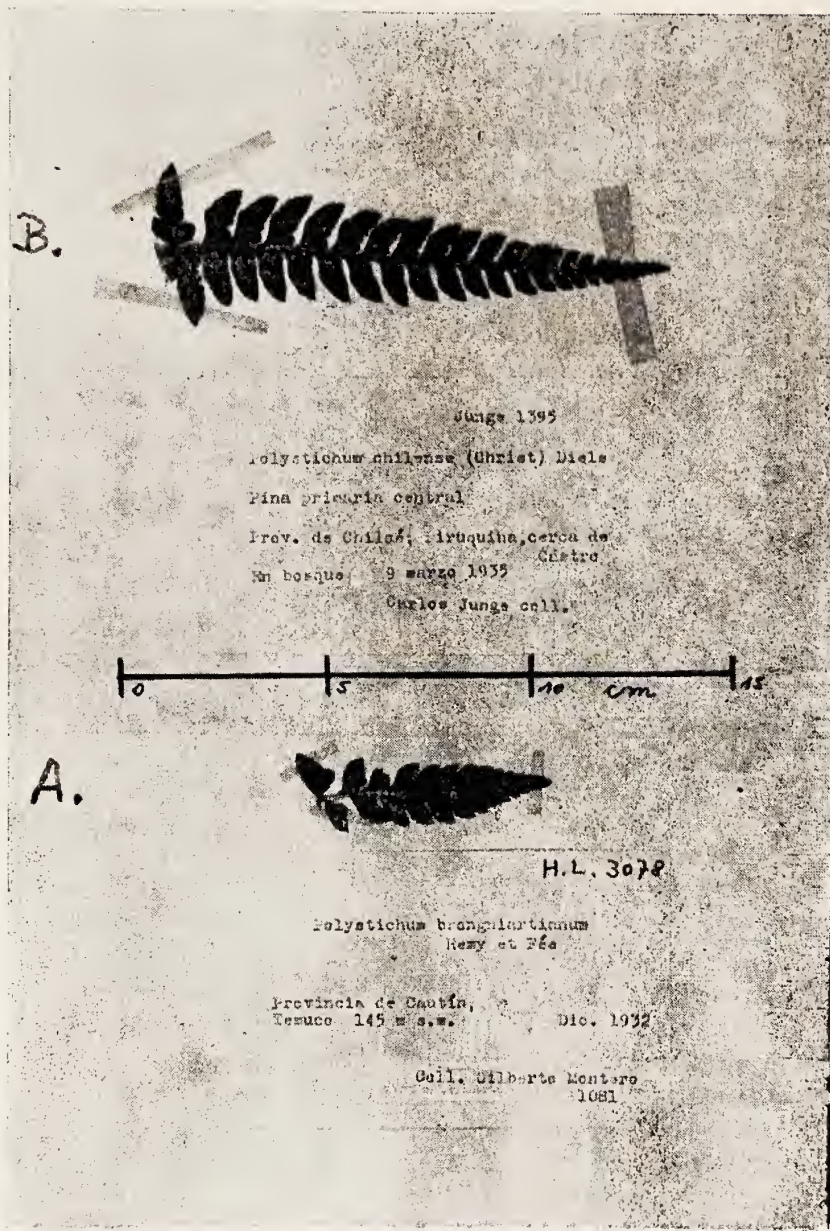 B.
Junge 1395
Polystichum chilense (Christ) Diels
Pina primaria central
Prov. de Chiloé; Piruquina, cerca de
Castro
En bosque 9 marzo 1935
Carlos Junge coll.
0 5 10 cm 15
A.
H.L. 3078
Polystichum brongniartianum
Remy et Fée
Provincia de Cautín,
Temuco 145 m s.m. Dic. 1932
Coll. Gilberto Montero
1081